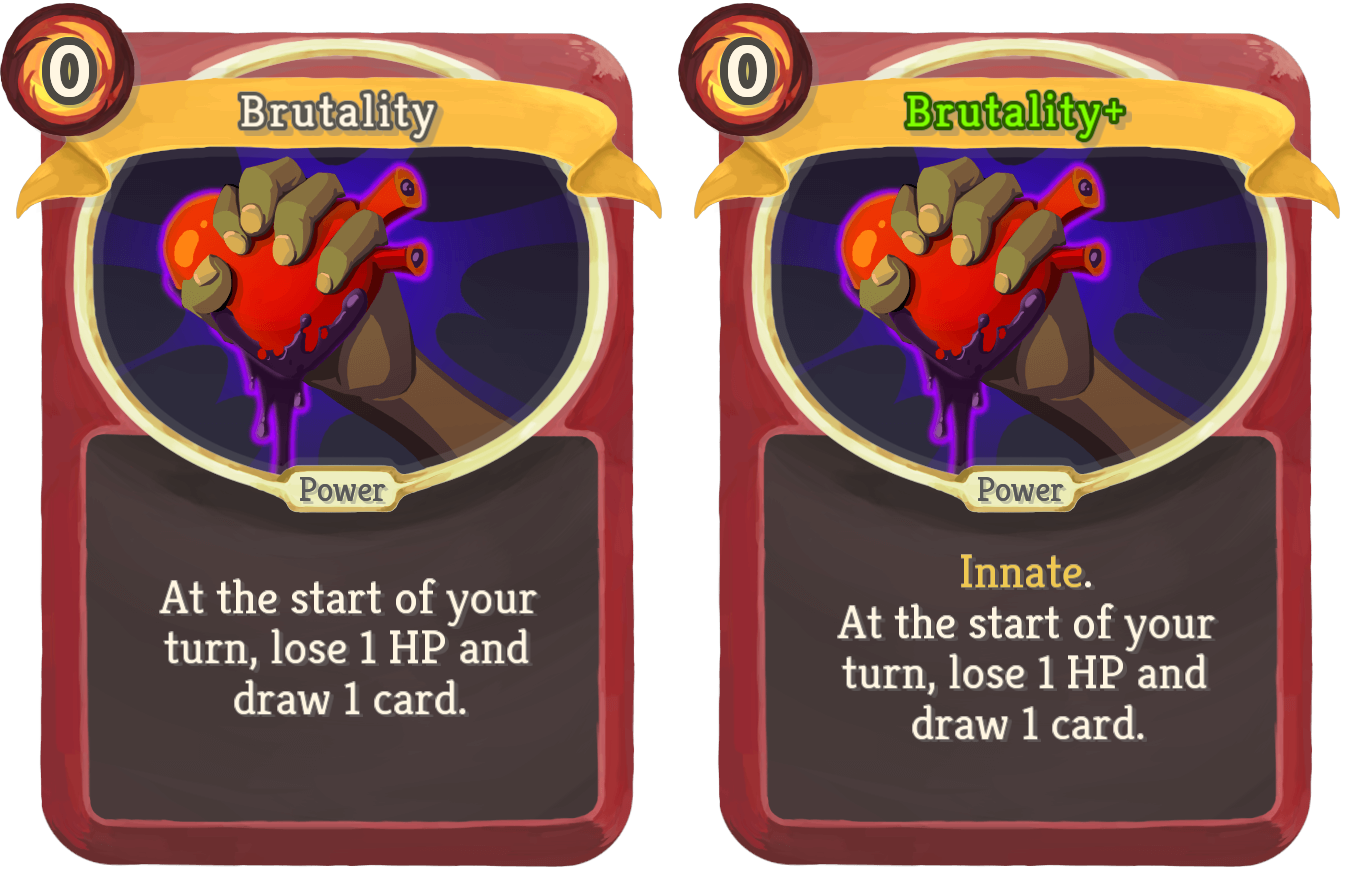 0
Brutality
Power
At the start of your
turn, lose 1 HP and
draw 1 card.
0
Brutality+
Power
Innate.
At the start of your
turn, lose 1 HP and
draw 1 card.